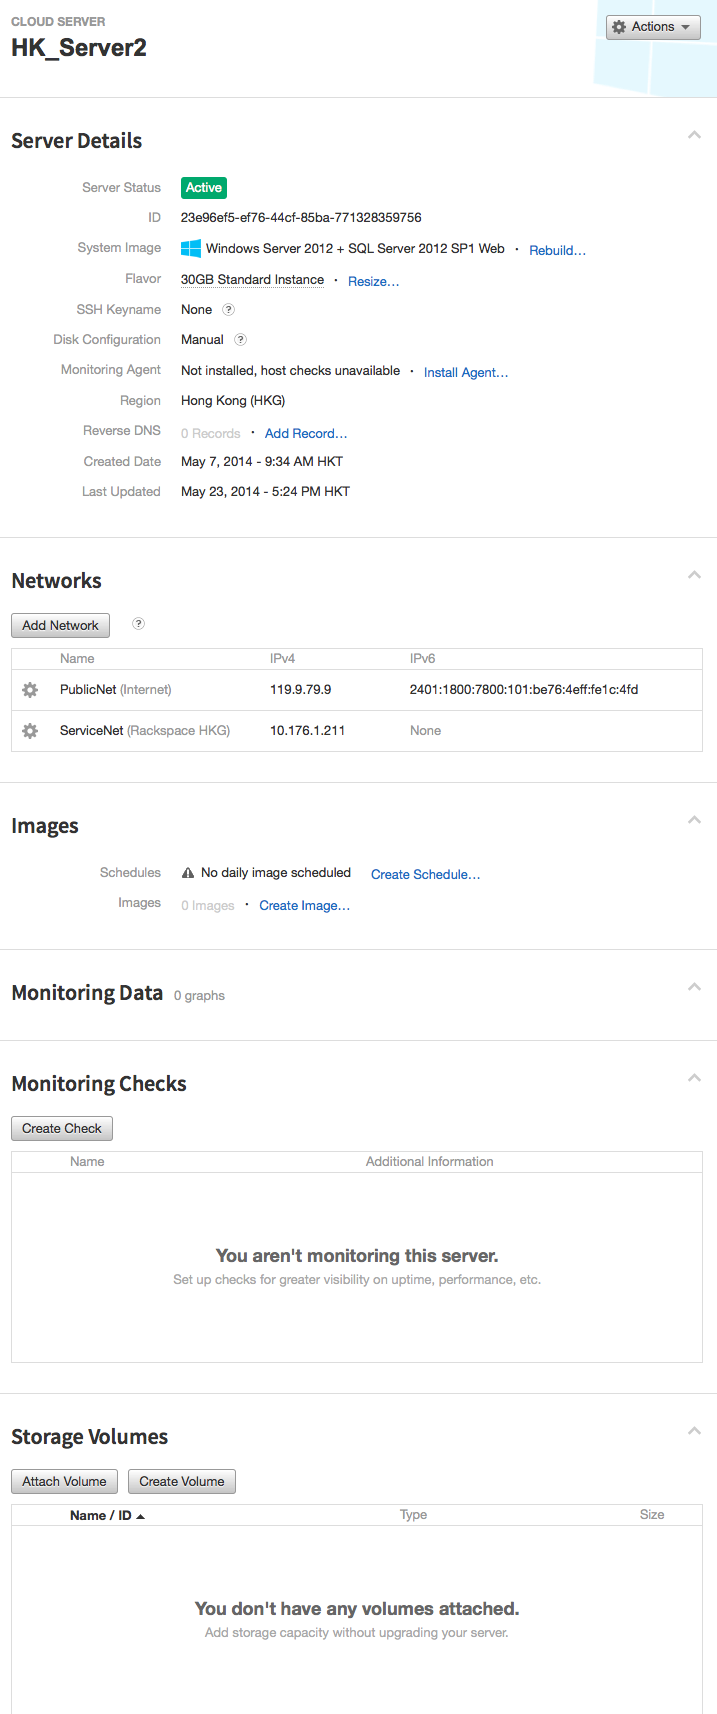 CLOUD SERVER
HK_Server2
Actions
Server Details
Server Status Active
ID 23e96ef5-ef76-44cf-85ba-771328359756
System Image Windows Server 2012 + SQL Server 2012 SP1 Web · Rebuild...
Flavor 30GB Standard Instance · Resize...
SSH Keyname None ?
Disk Configuration Manual ?
Monitoring Agent Not installed, host checks unavailable · Install Agent...
Region Hong Kong (HKG)
Reverse DNS 0 Records · Add Record...
Created Date May 7, 2014 - 9:34 AM HKT
Last Updated May 23, 2014 - 5:24 PM HKT
Networks
Add Network ?
Name IPv4 IPv6
PublicNet (Internet) 119.9.79.9 2401:1800:7800:101:be76:4eff:fe1c:4fd
ServiceNet (Rackspace HKG) 10.176.1.211 None
Images
Schedules No daily image scheduled Create Schedule...
Images 0 Images · Create Image...
Monitoring Data 0 graphs
Monitoring Checks
Create Check
Name Additional Information
You aren't monitoring this server.
Set up checks for greater visibility on uptime, performance, etc.
Storage Volumes
Attach Volume Create Volume
Name / ID Type Size
You don't have any volumes attached.
Add storage capacity without upgrading your server.